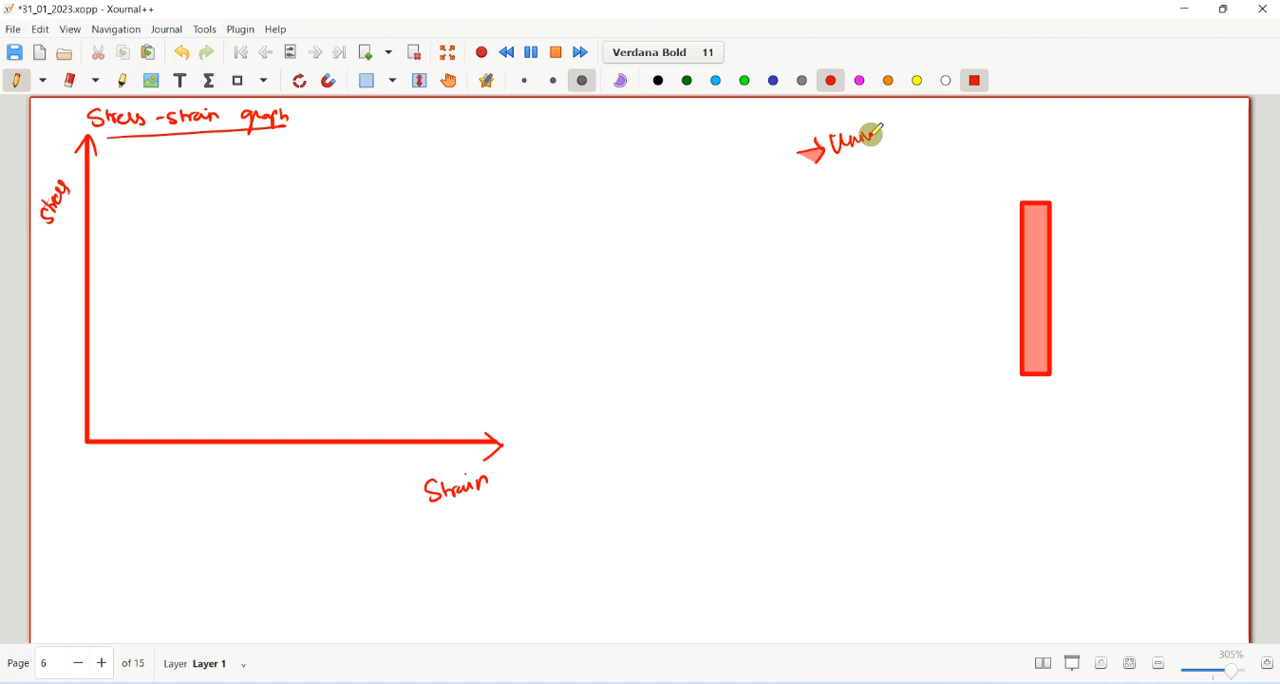 *31_01_2023.xopp - Xournal++
File Edit View Navigation Journal Tools Plugin Help
Verdana Bold 11
Stress-strain graph
Stress
Strain
Page 6 of 15 Layer Layer 1
305%